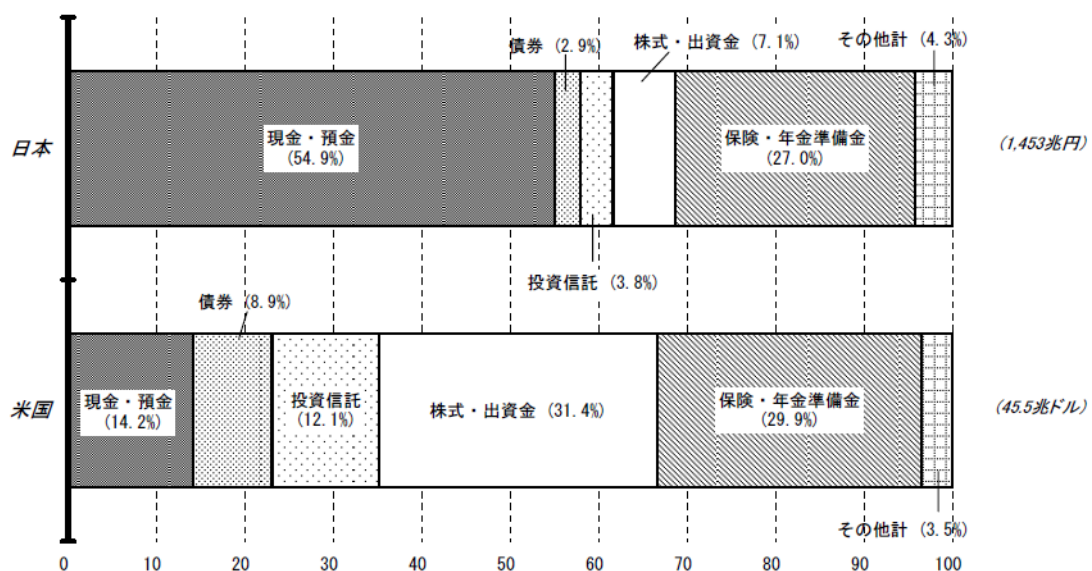 債券 (2.9%)
株式・出資金 (7.1%)
その他計 (4.3%)
日本
現金・預金
(54.9%)
保険・年金準備金
(27.0%)
(1,453兆円)
投資信託 (3.8%)
債券 (8.9%)
米国
現金・預金
(14.2%)
投資信託
(12.1%)
株式・出資金 (31.4%)
保険・年金準備金
(29.9%)
(45.5兆ドル)
その他計 (3.5%)
0 10 20 30 40 50 60 70 80 90 100